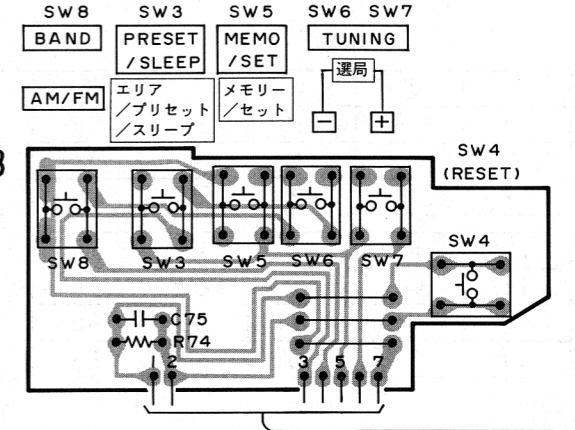 SW8 SW3 SW5 SW6 SW7
BAND PRESET MEMO TUNING
/SLEEP /SET
選局
AM/FM エリア メモリー
/プリセット /セット
/スリープ
− +
SW4
(RESET)
SW4
SW8 SW3 SW5 SW6 SW7
C75
R74
2 3 5 7